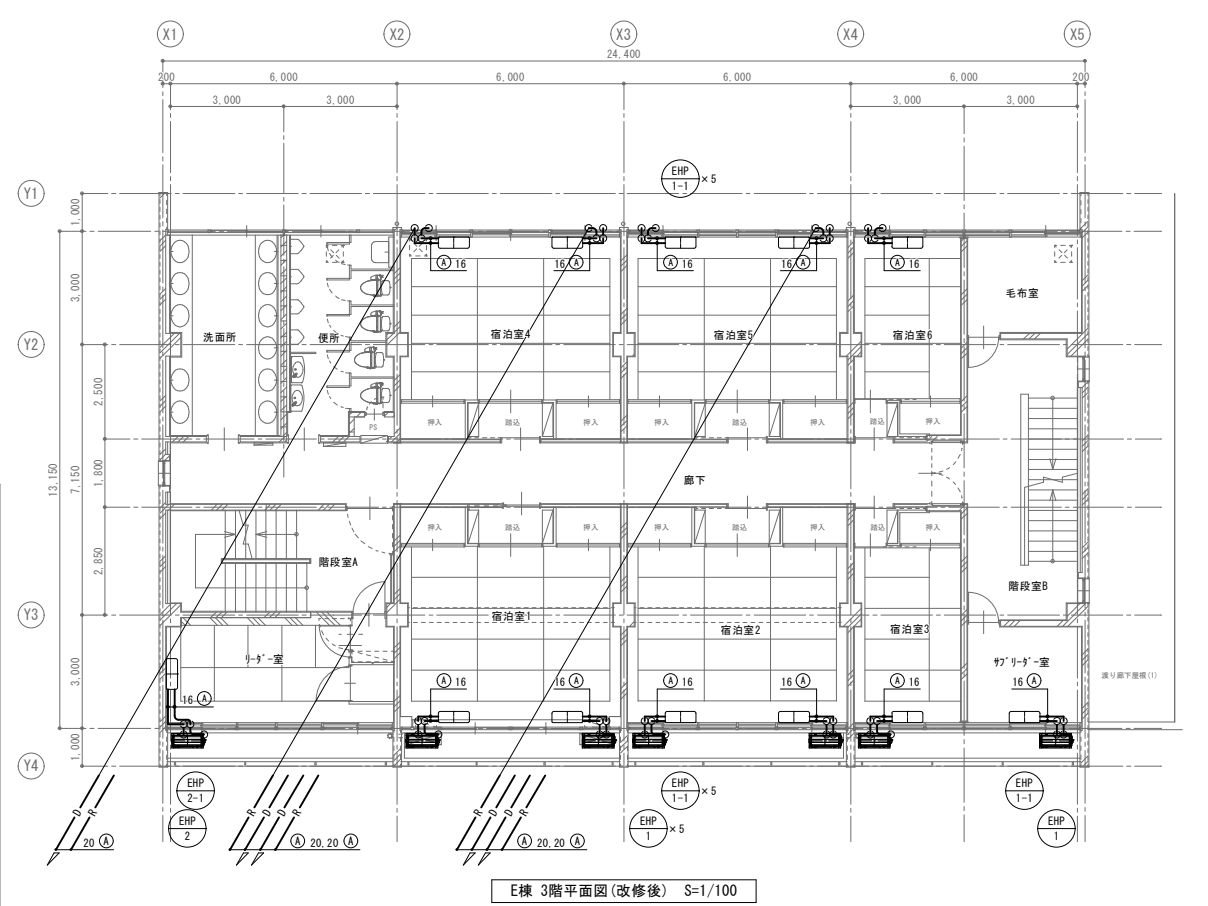 X1 X2 X3 X4 X5
24,400
200 6,000 6,000 6,000 6,000 200
3,000 3,000 3,000 3,000
EHP
1-1
×5
Y1
1,000
Ⓐ 16 16 Ⓐ Ⓐ 16 16 Ⓐ Ⓐ 16
3,000
毛布室
洗面所 便所 宿泊室4 宿泊室5 宿泊室6
Y2
2,500
押入 踏込 押入 押入 踏込 押入 踏込 押入
PS
13,150 7,150 1,800
廊下
押入 踏込 押入 押入 踏込 押入 踏込 押入
2,850
階段室A
階段室B
Y3
宿泊室1 宿泊室2 宿泊室3
リーダー室 サブリーダー室
3,000
渡り廊下屋根(1)
16 Ⓐ Ⓐ 16 16 Ⓐ Ⓐ 16 16 Ⓐ Ⓐ 16 16 Ⓐ
1,000
Y4
EHP
2-1
EHP
2
EHP
1-1
×5
EHP
1
×5
EHP
1-1
EHP
1
D R
R D D R
R D D R
20 Ⓐ
Ⓐ 20,20 Ⓐ
Ⓐ 20,20 Ⓐ
E棟 3階平面図(改修後) S=1/100